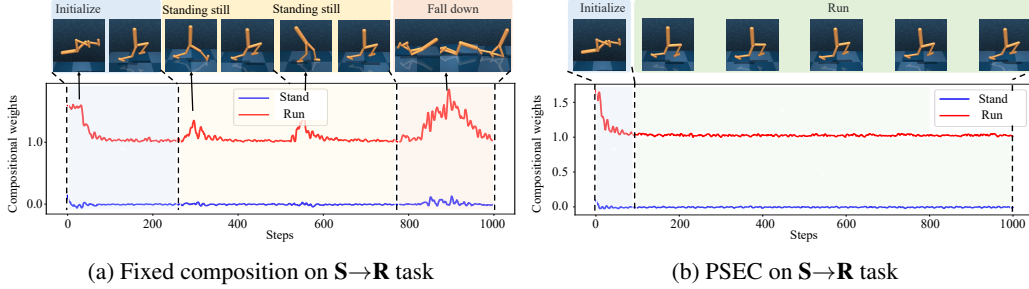 Initialize
Standing still
Standing still
Fall down
Compositional weights
1.0
0.0
Stand
Run
0
200
400
600
800
1000
Steps
(a) Fixed composition on S→R task
Initialize
Run
Compositional weights
1.5
1.0
0.5
0.0
Stand
Run
0
200
400
600
800
1000
Steps
(b) PSEC on S→R task